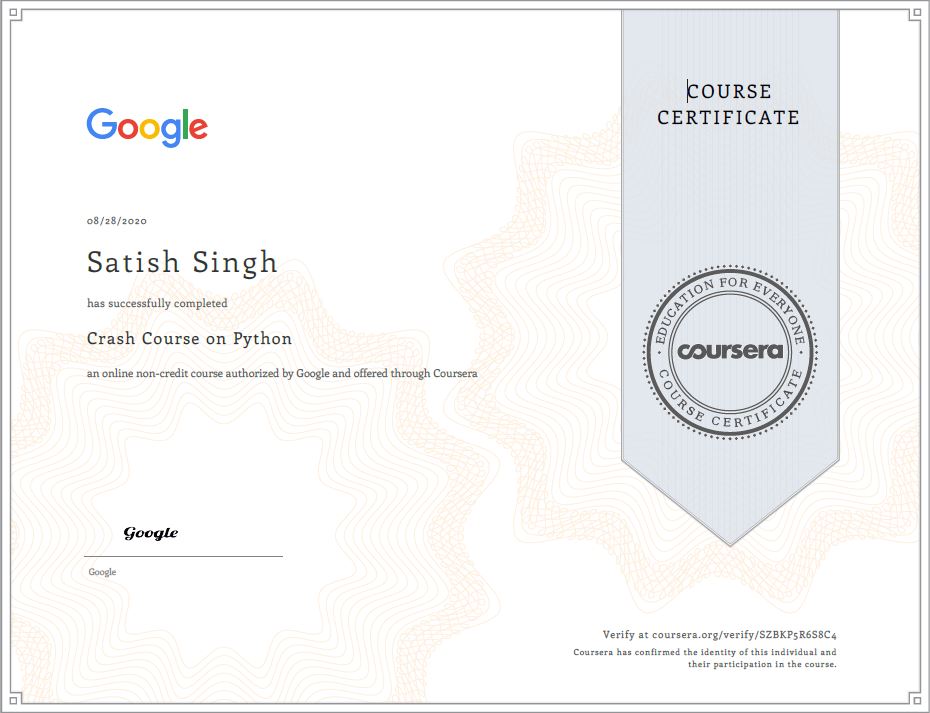 Google
COURSE
CERTIFICATE
08/28/2020
Satish Singh
has successfully completed
Crash Course on Python
an online non-credit course authorized by Google and offered through Coursera
EDUCATION FOR EVERYONE
coursera
COURSE CERTIFICATE
Google
Google
Verify at coursera.org/verify/SZBKP5R6S8C4
Coursera has confirmed the identity of this individual and
their participation in the course.